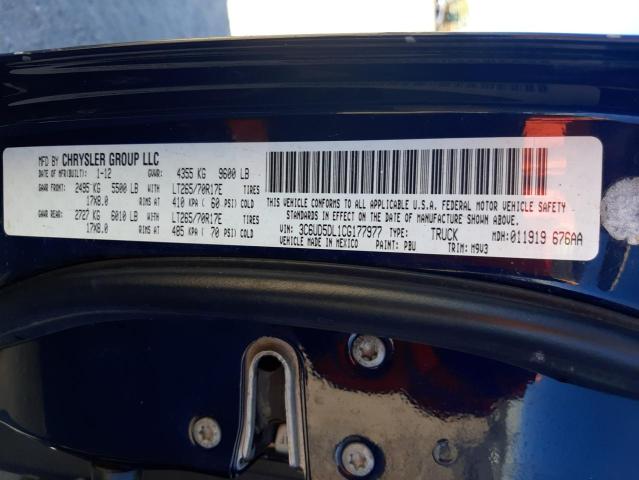 MFD BY CHRYSLER GROUP LLC
DATE OF MFR(BUILT): 1-12 GVWR: 4355 KG 9600 LB
GAWR FRONT: 2495 KG 5500 LB WITH LT265/70R17E TIRES
17X8.0 RIMS AT 410 KPA ( 60 PSI) COLD
GAWR REAR: 2727 KG 6010 LB WITH LT265/70R17E TIRES
17X8.0 RIMS AT 485 KPA ( 70 PSI) COLD
THIS VEHICLE CONFORMS TO ALL APPLICABLE U.S.A. FEDERAL MOTOR VEHICLE SAFETY
STANDARDS IN EFFECT ON THE DATE OF MANUFACTURE SHOWN ABOVE.
VIN: 3C6UD5DL1CG177977 TYPE: TRUCK MDH: 011919 676AA
VEHICLE MADE IN MEXICO PAINT: PBU TRIM: M9V3